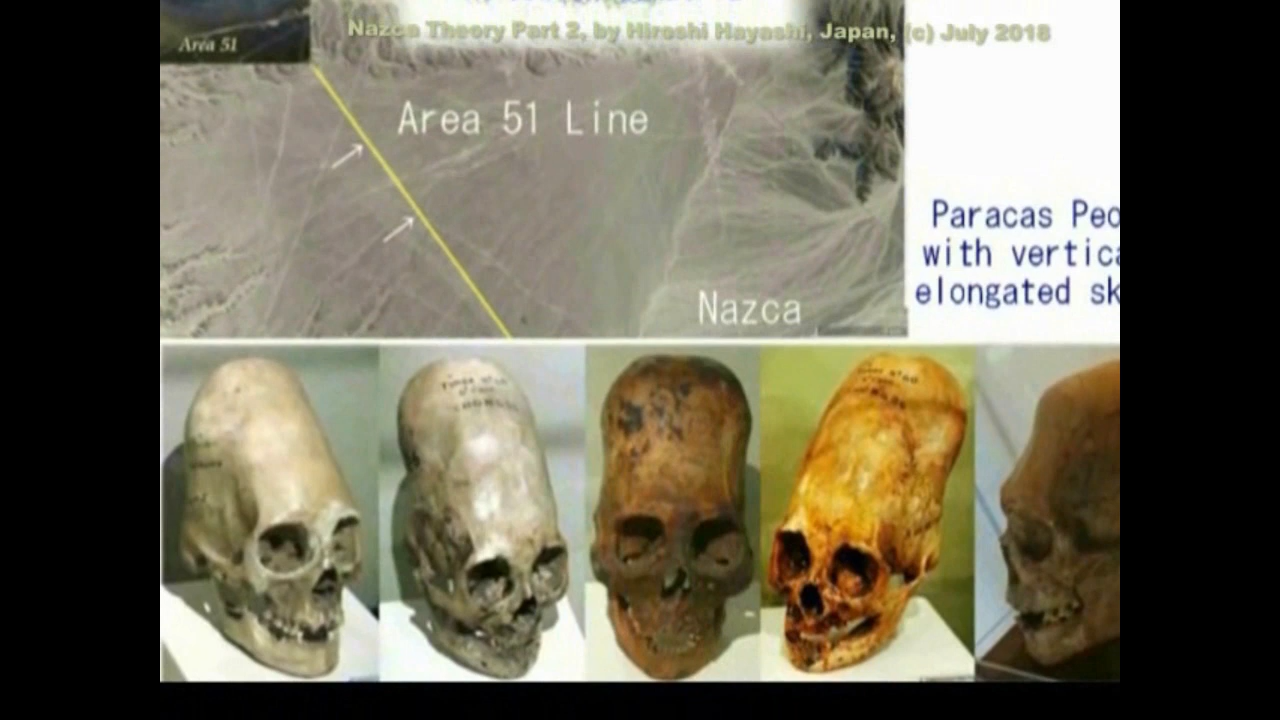 Nazca Theory Part 2, by Hiroshi Hayashi, Japan, (c) July 2018
Area 51
Area 51 Line
Paracas Peo
with vertica
elongated sk
Nazca